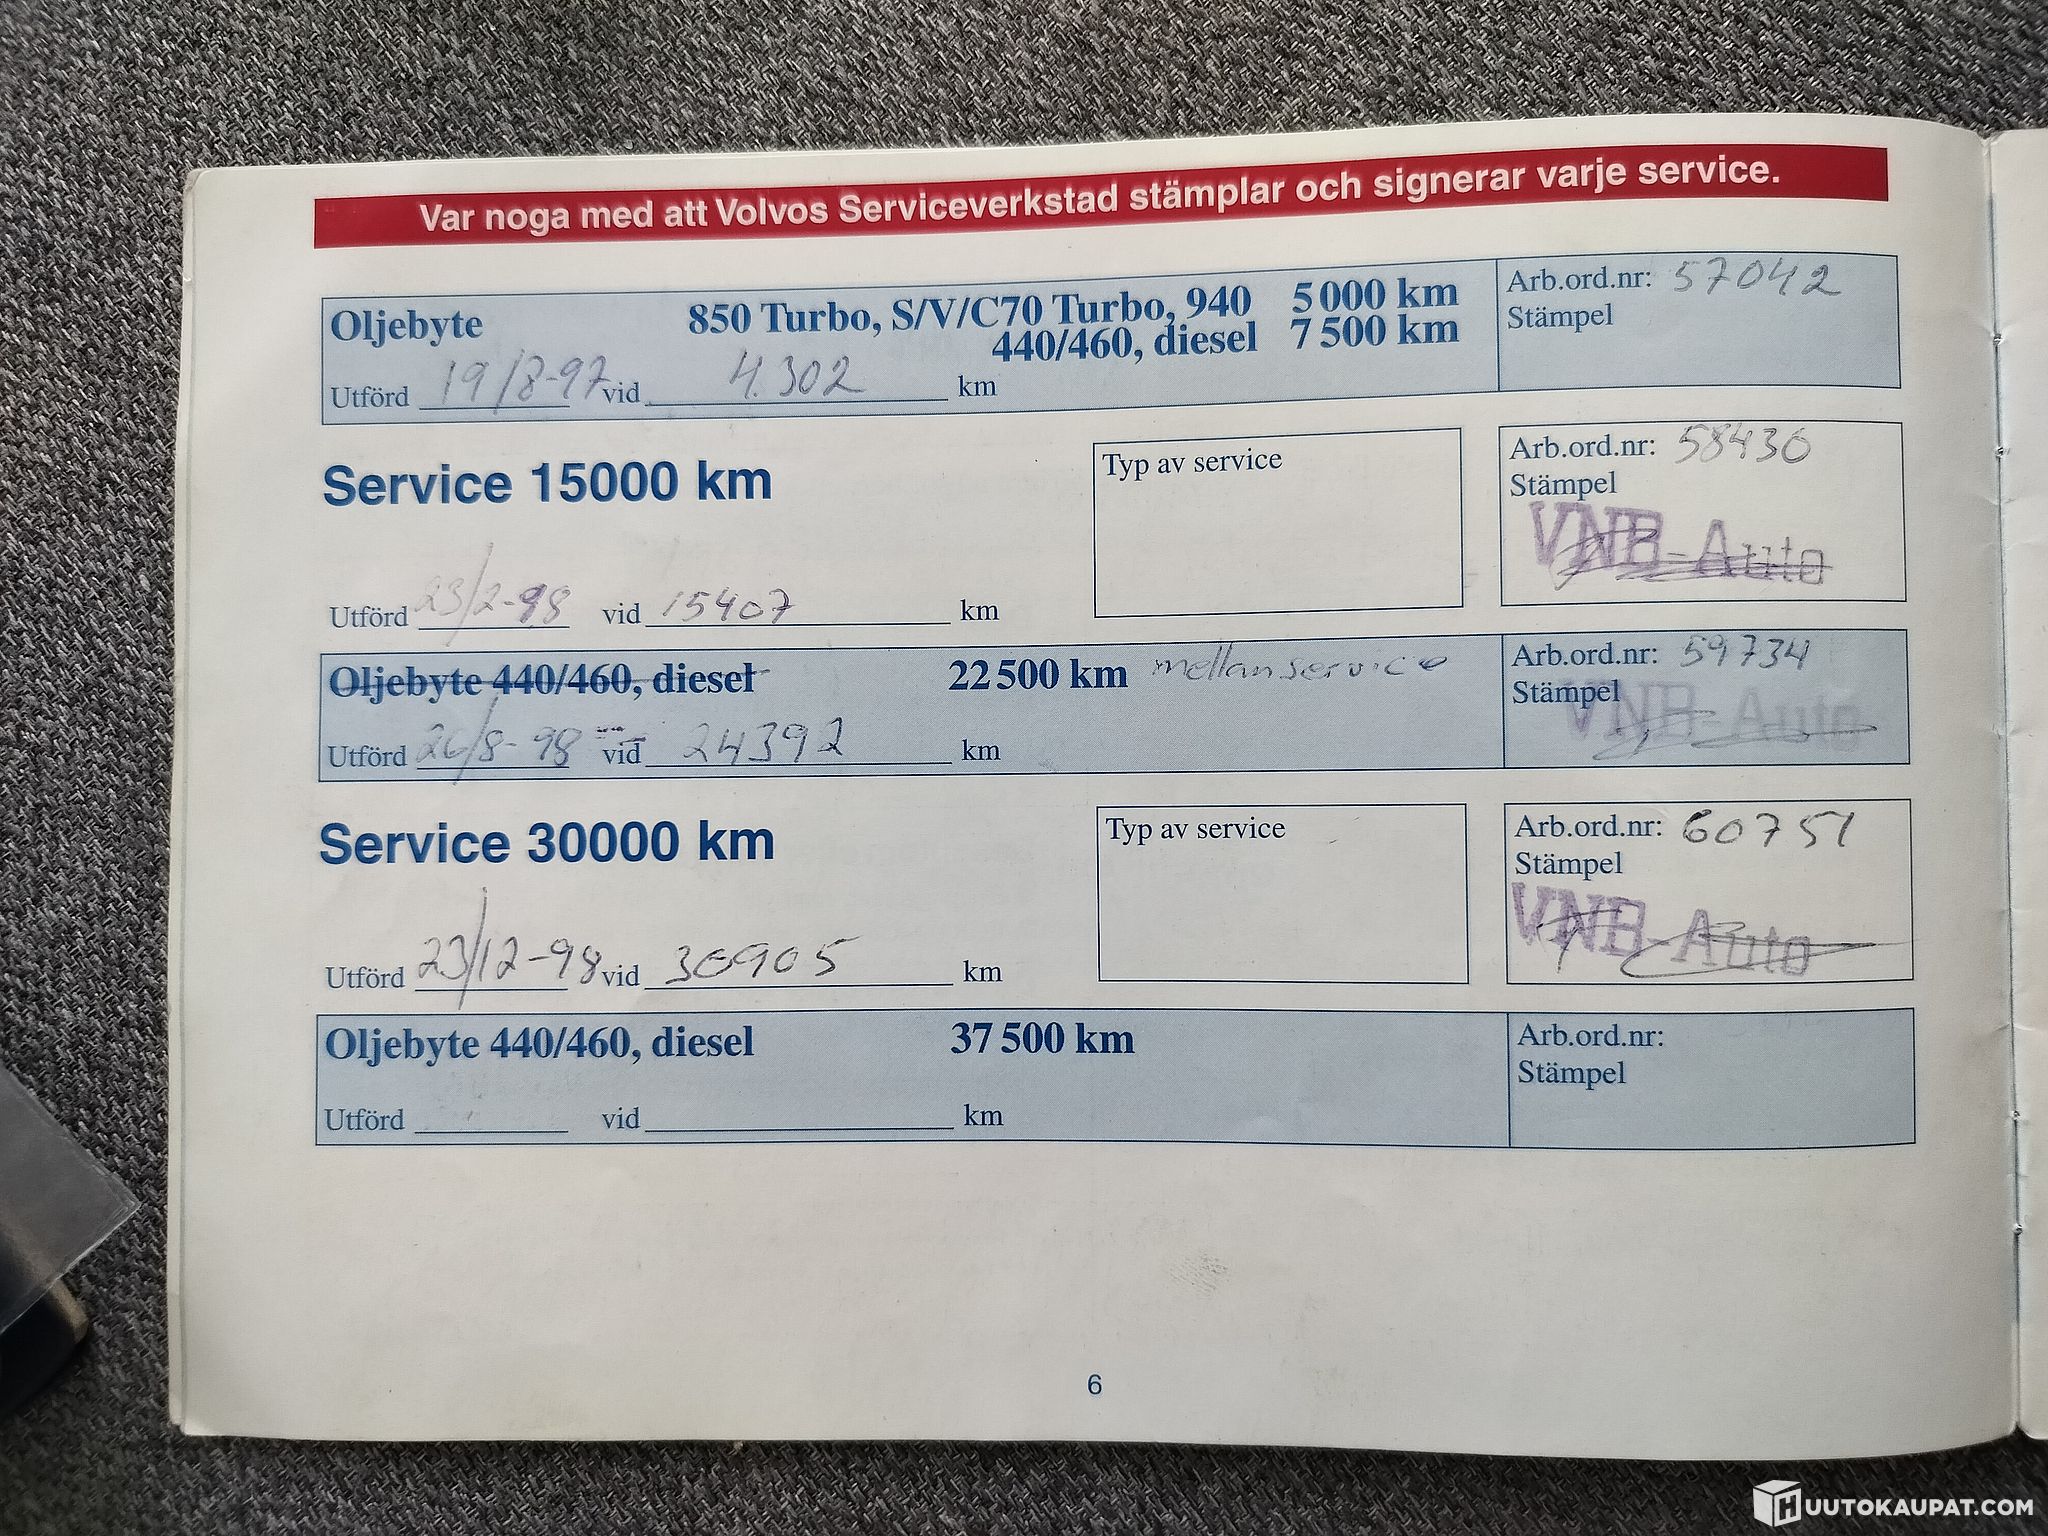 Var noga med att Volvos Serviceverkstad stämplar och signerar varje service.
Oljebyte 850 Turbo, S/V/C70 Turbo, 940 5 000 km
440/460, diesel 7 500 km
Utförd 19/8-97 vid 4.302 km
Arb.ord.nr: 57042
Stämpel
Service 15000 km
Typ av service
Utförd 23/2-98 vid 15407 km
Arb.ord.nr: 58430
Stämpel
VNB-Auto
Oljebyte 440/460, diesel 22 500 km mellanservice
Utförd 26/8-98 vid 24392 km
Arb.ord.nr: 59734
Stämpel
VNB-Auto
Service 30000 km
Typ av service
Utförd 23/12-98 vid 30905 km
Arb.ord.nr: 60751
Stämpel
VNB-Auto
Oljebyte 440/460, diesel 37 500 km
Utförd vid km
Arb.ord.nr:
Stämpel
6
HUUTOKAUPAT.COM